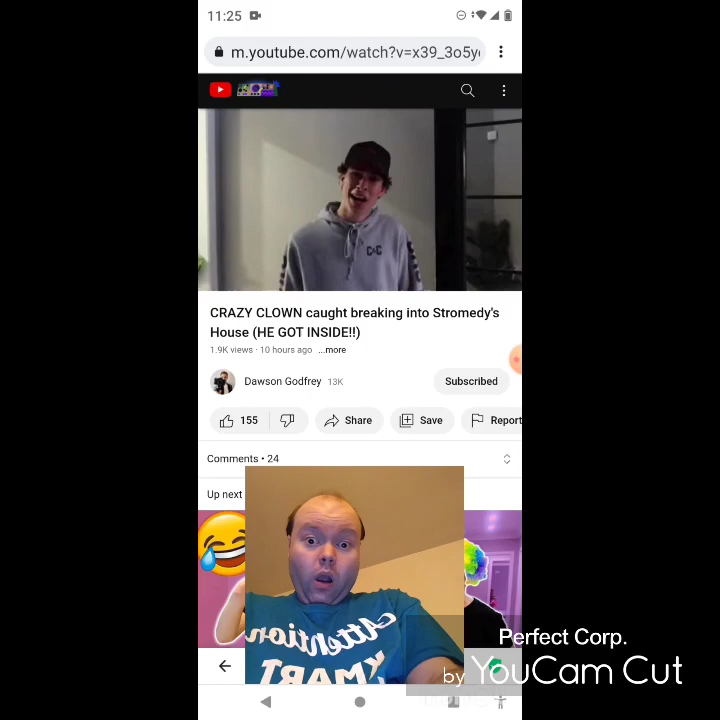 11:25
m.youtube.com/watch?v=x39_3o5y
C&C
CRAZY CLOWN caught breaking into Stromedy's
House (HE GOT INSIDE!!)
1.9K views · 10 hours ago ...more
Dawson Godfrey 13K
Subscribed
155
Share
Save
Report
Comments • 24
Up next
Attention
KMART
Perfect Corp.
by YouCam Cut